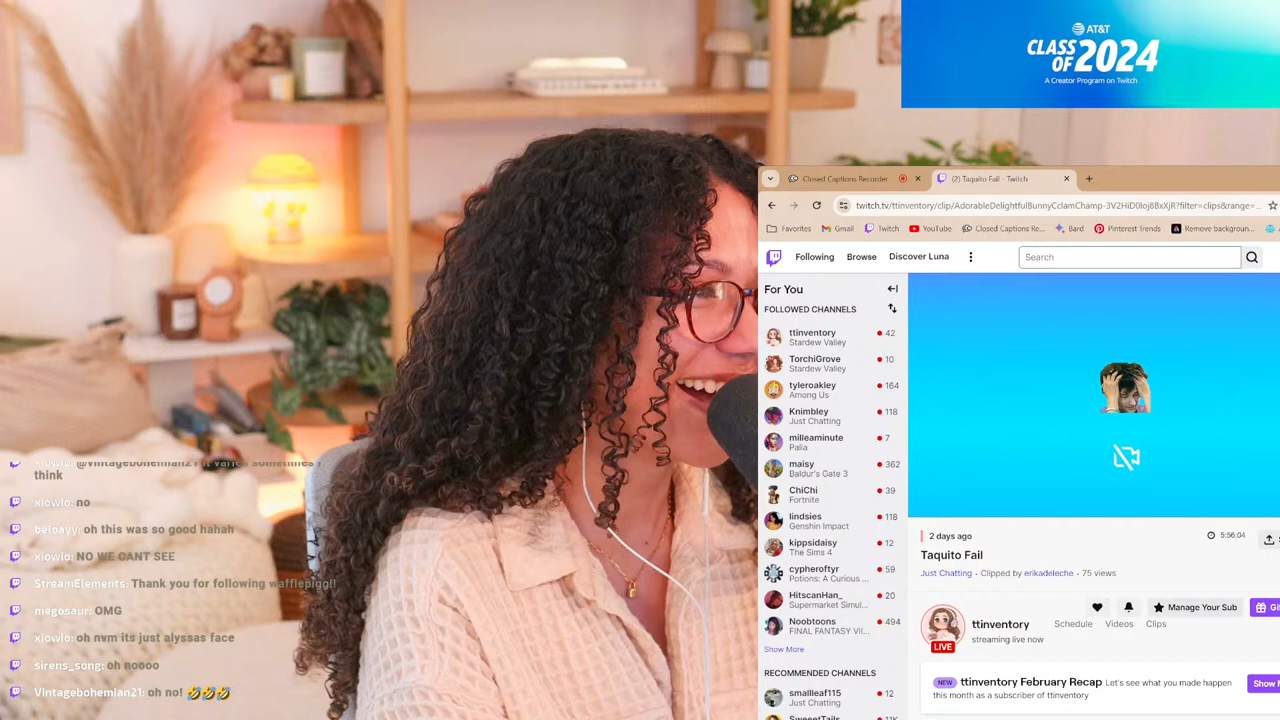 AT&T
CLASS
OF 2024
A Creator Program on Twitch
Closed Captions Recorder
(2) Taquito Fail - Twitch
twitch.tv/ttinventory/clip/AdorableDelightfulBunnyCclamChamp-3V2HiD0Ioj8BxXjR?filter=clips&range=...
Favorites
Gmail
Twitch
YouTube
Closed Captions Re...
Bard
Pinterest Trends
Remove backgroun...
Following
Browse
Discover Luna
Search
For You
FOLLOWED CHANNELS
ttinventory 42
Stardew Valley
TorchiGrove 10
Stardew Valley
tyleroakley 164
Among Us
Knimbley 118
Just Chatting
milleaminute 7
Palia
maisy 362
Baldur's Gate 3
ChiChi 39
Fortnite
lindsies 118
Genshin Impact
kippsidaisy 12
The Sims 4
cypheroftyr 59
Potions: A Curious ...
HitscanHan_ 20
Supermarket Simul...
Noobtoons 494
FINAL FANTASY VII...
Show More
RECOMMENDED CHANNELS
smallleaf115 12
Just Chatting
2 days ago
5:56:04
Taquito Fail
Just Chatting • Clipped by erikadeleche • 75 views
Manage Your Sub
ttinventory
streaming live now
LIVE
Schedule
Videos
Clips
NEW ttinventory February Recap Let's see what you made happen
this month as a subscriber of ttinventory
Show
think
xiowio: no
beloayy: oh this was so good hahah
xiowio: NO WE CANT SEE
StreamElements: Thank you for following wafflepigg!!
megosaur: OMG
xiowio: oh nvm its just alyssas face
sirens_song: oh noooo
Vintagebohemian21: oh no! 🤣🤣🤣